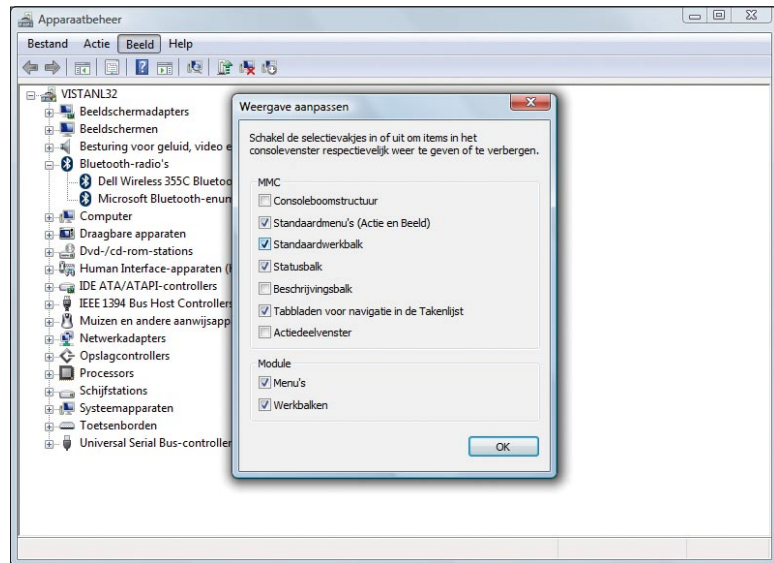 Apparaatbeheer
Bestand Actie Beeld Help
VISTANL32
Beeldschermadapters
Beeldschermen
Besturing voor geluid, video e
Bluetooth-radio's
Dell Wireless 355C Bluetoo
Microsoft Bluetooth-enun
Computer
Draagbare apparaten
Dvd-/cd-rom-stations
Human Interface-apparaten (
IDE ATA/ATAPI-controllers
IEEE 1394 Bus Host Controllers
Muizen en andere aanwijsapp
Netwerkadapters
Opslagcontrollers
Processors
Schijfstations
Systeemapparaten
Toetsenborden
Universal Serial Bus-controller
Weergave aanpassen
Schakel de selectievakjes in of uit om items in het
consolevenster respectievelijk weer te geven of te verbergen.
MMC
Consoleboomstructuur
Standaardmenu's (Actie en Beeld)
Standaardwerkbalk
Statusbalk
Beschrijvingsbalk
Tabbladen voor navigatie in de Takenlijst
Actiedeelvenster
Module
Menu's
Werkbalken
OK